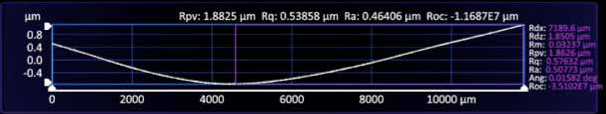 µm Rpv: 1.8825 µm Rq: 0.53858 µm Ra: 0.46406 µm Roc: -1.1687E7 µm
0.8
0.4
0.0
-0.4
Rdx: 7189.6 µm
Rdz: 1.8505 µm
Rm: 0.03237 µm
Rpv: 1.8626 µm
Rq: 0.57632 µm
Ra: 0.50773 µm
Ang: 0.01582 deg
Roc: -3.5102E7 µm
0 2000 4000 6000 8000 10000 µm